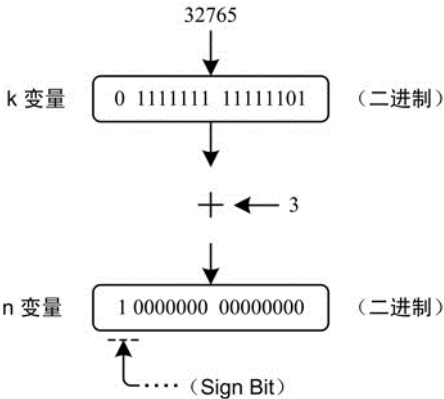 32765
k 变量 0 1111111 11111101 （二进制）
+ 3
n 变量 1 0000000 00000000 （二进制）
（Sign Bit）